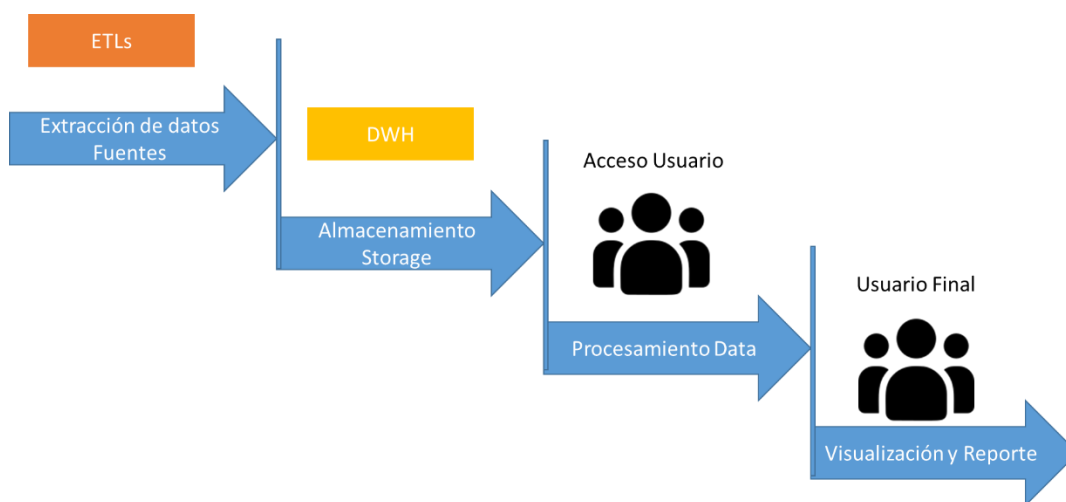 ETLs
Extracción de datos
Fuentes
DWH
Almacenamiento
Storage
Acceso Usuario
Procesamiento Data
Usuario Final
Visualización y Reporte